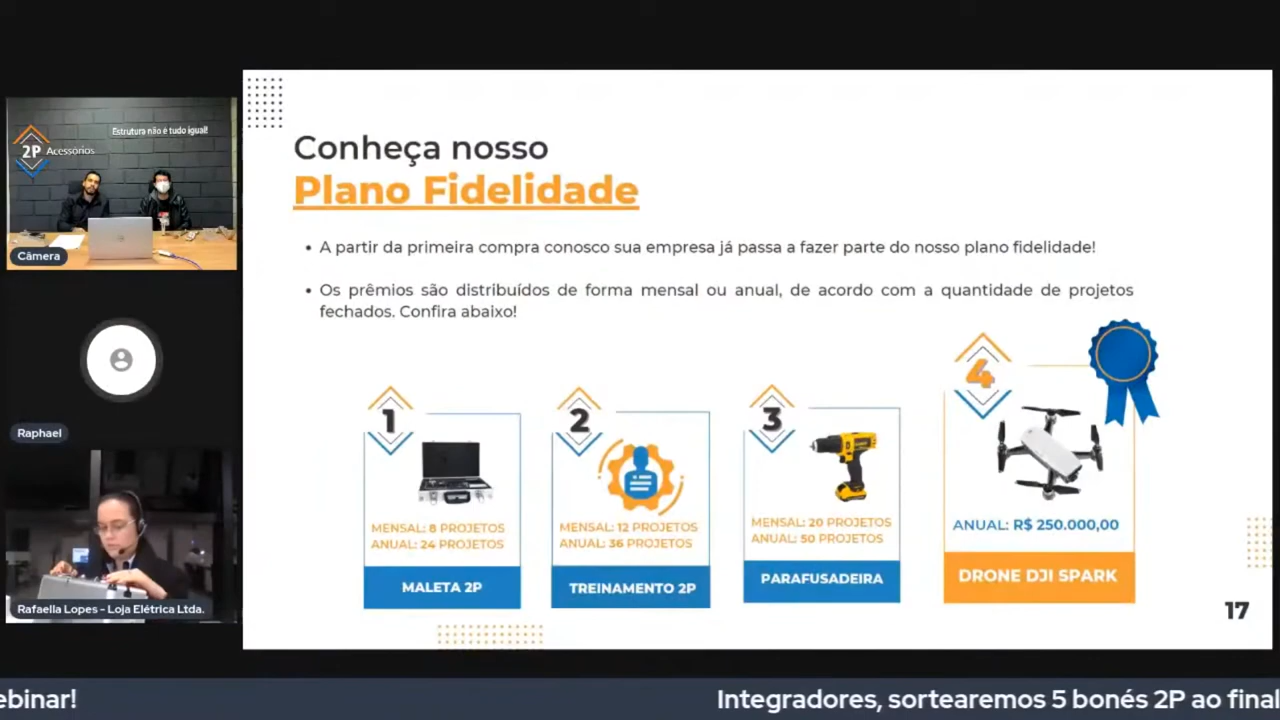 Estrutura não é tudo igual!
2P Acessórios
Câmera
Raphael
Rafaella Lopes - Loja Elétrica Ltda.
Conheça nosso
Plano Fidelidade
• A partir da primeira compra conosco sua empresa já passa a fazer parte do nosso plano fidelidade!
• Os prêmios são distribuídos de forma mensal ou anual, de acordo com a quantidade de projetos
fechados. Confira abaixo!
1
MENSAL: 8 PROJETOS
ANUAL: 24 PROJETOS
MALETA 2P
2
MENSAL: 12 PROJETOS
ANUAL: 36 PROJETOS
TREINAMENTO 2P
3
MENSAL: 20 PROJETOS
ANUAL: 50 PROJETOS
PARAFUSADEIRA
4
ANUAL: R$ 250.000,00
DRONE DJI SPARK
17
ebinar!
Integradores, sortearemos 5 bonés 2P ao final